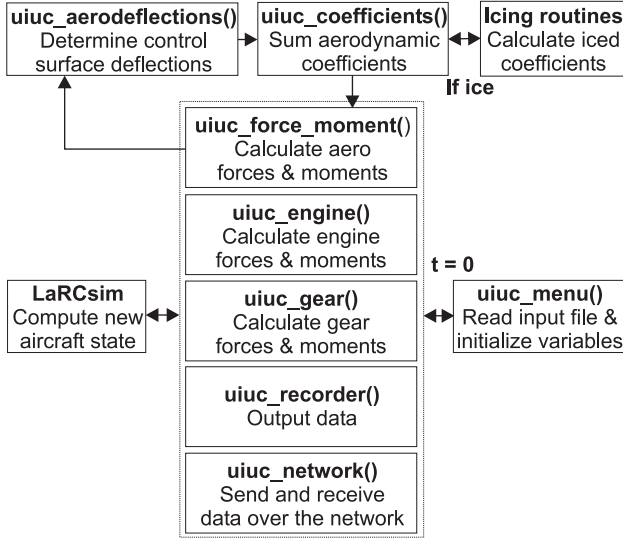 uiuc_aerodeflections()
Determine control
surface deflections
uiuc_coefficients()
Sum aerodynamic
coefficients
Icing routines
Calculate iced
coefficients
If ice
uiuc_force_moment()
Calculate aero
forces & moments
uiuc_engine()
Calculate engine
forces & moments
t = 0
LaRCsim
Compute new
aircraft state
uiuc_gear()
Calculate gear
forces & moments
uiuc_menu()
Read input file &
initialize variables
uiuc_recorder()
Output data
uiuc_network()
Send and receive
data over the network